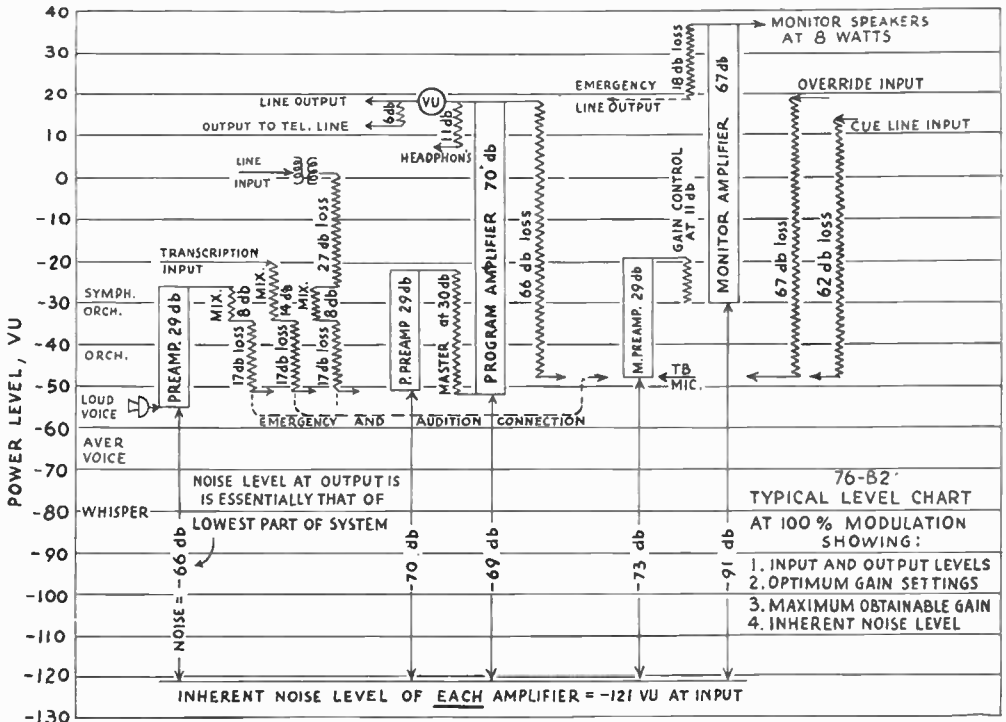 POWER LEVEL, VU
40
30
20
10
0
-10
-20
-30
-40
-50
-60
-70
-80
-90
-100
-110
-120
-130
SYMPH.
ORCH.
ORCH.
LOUD
VOICE
AVER
VOICE
WHISPER
PREAMP. 29 db
MIX.
8 db
17db loss
TRANSCRIPTION
INPUT
MIX.
14 db
17db loss
LINE
INPUT
27 db loss
MIX.
8db
17db loss
LINE OUTPUT
OUTPUT TO TEL. LINE
6db
VU
11 db
HEADPHON'S
P. PREAMP 29 db
MASTER at 30db
PROGRAM AMPLIFIER 70 db
66 db loss
EMERGENCY AND AUDITION CONNECTION
EMERGENCY
LINE OUTPUT
18db loss
MONITOR SPEAKERS
AT 8 WATTS
MONITOR AMPLIFIER 67 db
GAIN CONTROL
AT 11 db
M. PREAMP. 29 db
TB
MIC.
OVERRIDE INPUT
CUE LINE INPUT
67 db loss
62 db loss
NOISE LEVEL AT OUTPUT IS
IS ESSENTIALLY THAT OF
LOWEST PART OF SYSTEM
NOISE = -66 db
-70 db
-69 db
-73 db
-91 db
76-B2
TYPICAL LEVEL CHART
AT 100% MODULATION
SHOWING:
1. INPUT AND OUTPUT LEVELS
2. OPTIMUM GAIN SETTINGS
3. MAXIMUM OBTAINABLE GAIN
4. INHERENT NOISE LEVEL
INHERENT NOISE LEVEL OF EACH AMPLIFIER = -121 VU AT INPUT